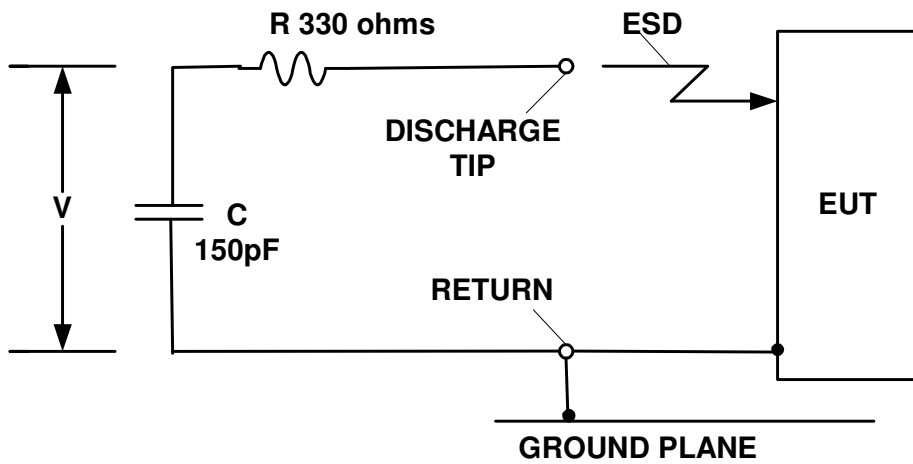 R 330 ohms
ESD
DISCHARGE
TIP
V
C
150pF
EUT
RETURN
GROUND PLANE